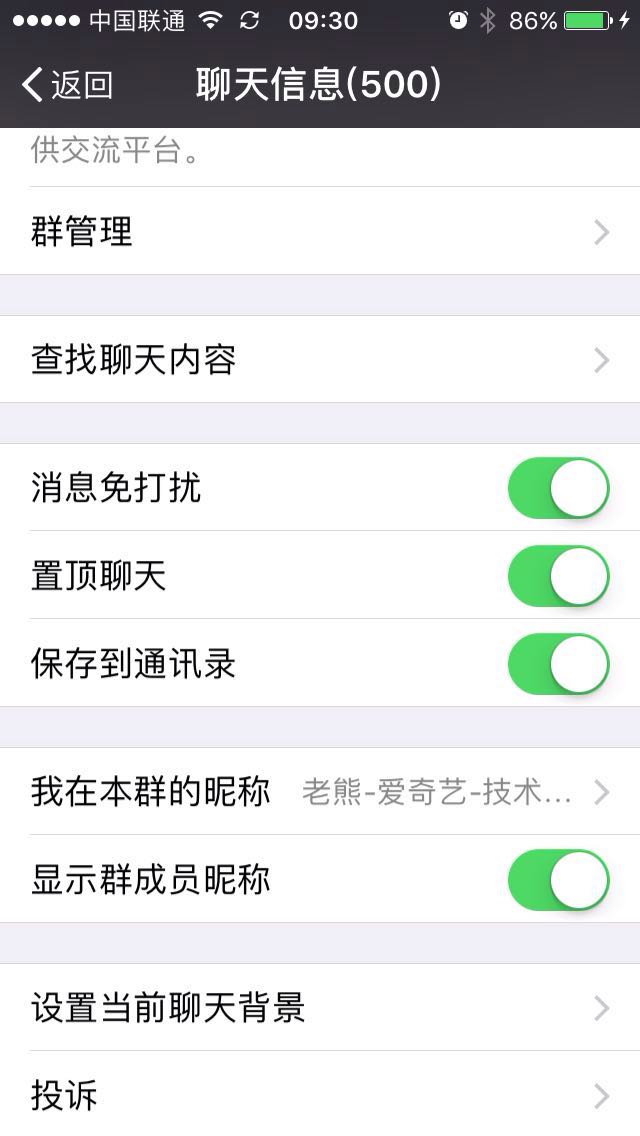 中国联通 09:30 86%
返回 聊天信息(500)
供交流平台。
群管理
查找聊天内容
消息免打扰
置顶聊天
保存到通讯录
我在本群的昵称 老熊-爱奇艺-技术...
显示群成员昵称
设置当前聊天背景
投诉